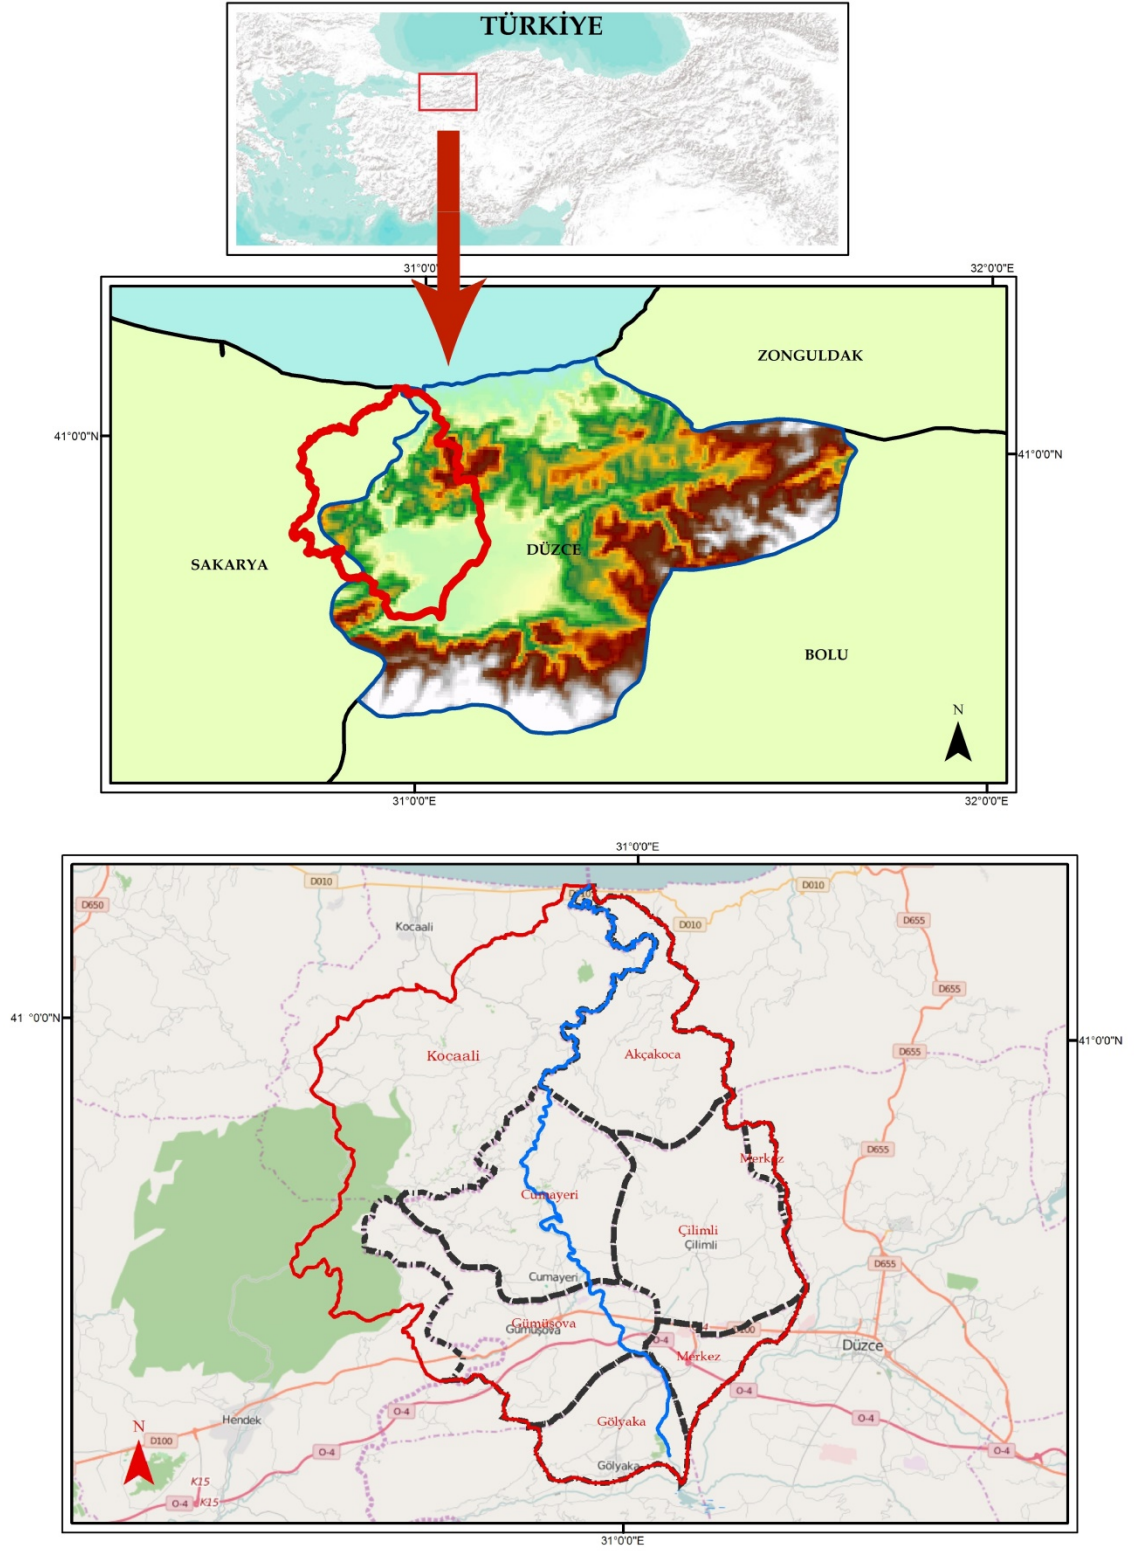 TÜRKİYE
31°0'0"E
32°0'0"E
ZONGULDAK
41°0'0"N
41°0'0"N
DÜZCE
SAKARYA
BOLU
N
31°0'0"E
32°0'0"E
31°0'0"E
D010
D010
D650
D655
Kocaali
D010
D655
41°0'0"N
41°0'0"N
Kocaali
Akçakoca
D655
D655
Merkez
Cumayeri
Çilimli
Çilimli
D655
Cumayeri
Gümüşova
Gümüşova
D100
O-4
Düzce
Merkez
O-4
O-4
O-4
Hendek
Gölyaka
N
D100
O-4
O-4
Gölyaka
K15
O-4
K15
31°0'0"E